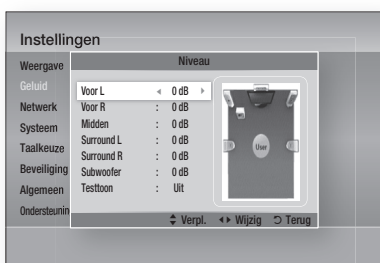 Instellingen
Weergave
Geluid
Netwerk
Systeem
Taalkeuze
Beveiliging
Algemeen
Ondersteunin
Niveau
Voor L ◄ 0 dB ►
Voor R : 0 dB
Midden : 0 dB
Surround L : 0 dB
Surround R : 0 dB
Subwoofer : 0 dB
Testtoon : Uit
User
Verpl. Wijzig Terug